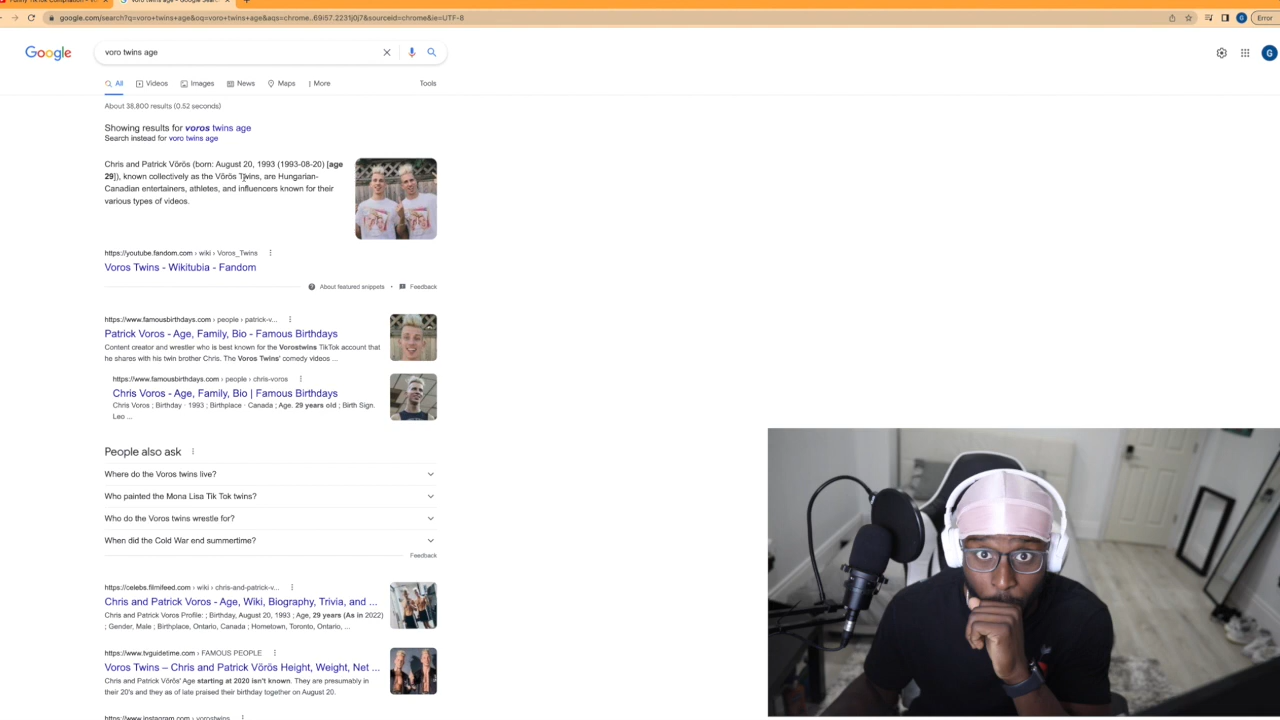 voro twins age - Google Sear
google.com/search?q=voro+twins+age&oq=voro+twins+age&aqs=chrome..69i57.2231j0j7&sourceid=chrome&ie=UTF-8
G
Error
Google
voro twins age
G
All
Videos
Images
News
Maps
More
Tools
About 38,800 results (0.52 seconds)
Showing results for voros twins age
Search instead for voro twins age
Chris and Patrick Vörös (born: August 20, 1993 (1993-08-20) [age
29]), known collectively as the Vörös Twins, are Hungarian-
Canadian entertainers, athletes, and influencers known for their
various types of videos.
https://youtube.fandom.com › wiki › Voros_Twins
Voros Twins - Wikitubia - Fandom
About featured snippets • Feedback
https://www.famousbirthdays.com › people › patrick-v...
Patrick Voros - Age, Family, Bio - Famous Birthdays
Content creator and wrestler who is best known for the Vorostwins TikTok account that
he shares with his twin brother Chris. The Voros Twins' comedy videos ...
https://www.famousbirthdays.com › people › chris-voros
Chris Voros - Age, Family, Bio | Famous Birthdays
Chris Voros ; Birthday · 1993 ; Birthplace · Canada ; Age. 29 years old ; Birth Sign.
Leo ...
People also ask
Where do the Voros twins live?
Who painted the Mona Lisa Tik Tok twins?
Who do the Voros twins wrestle for?
When did the Cold War end summertime?
Feedback
https://celebs.filmifeed.com › wiki › chris-and-patrick-v...
Chris and Patrick Voros - Age, Wiki, Biography, Trivia, and ...
Chris and Patrick Voros Profile: ; Birthday, August 20, 1993 ; Age, 29 years (As in 2022)
; Gender, Male ; Birthplace, Ontario, Canada ; Hometown, Toronto, Ontario, ...
https://www.tvguidetime.com › FAMOUS PEOPLE
Voros Twins – Chris and Patrick Vörös Height, Weight, Net ...
Chris and Patrick Vörös' Age starting at 2020 isn't known. They are presumably in
their 20's and they as of late praised their birthday together on August 20.
https://www.instagram.com › vorostwins